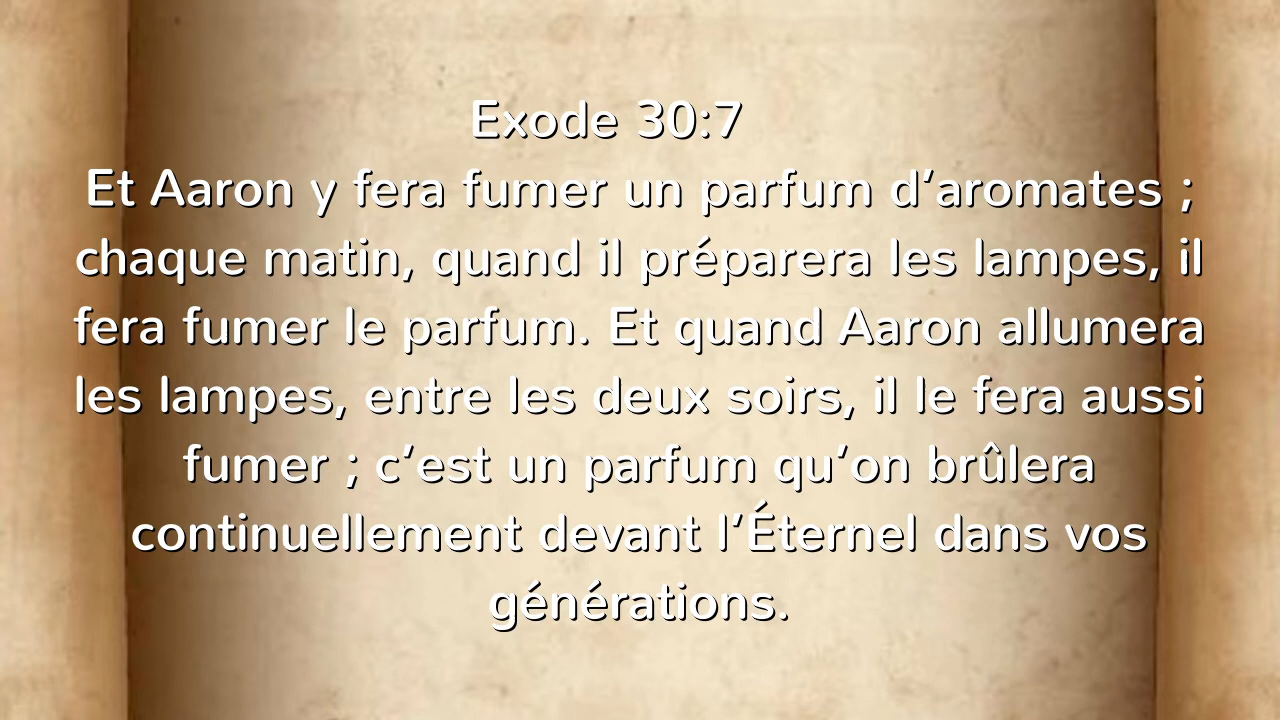 Exode 30:7
Et Aaron y fera fumer un parfum d’aromates ;
chaque matin, quand il préparera les lampes, il
fera fumer le parfum. Et quand Aaron allumera
les lampes, entre les deux soirs, il le fera aussi
fumer ; c’est un parfum qu’on brûlera
continuellement devant l’Éternel dans vos
générations.